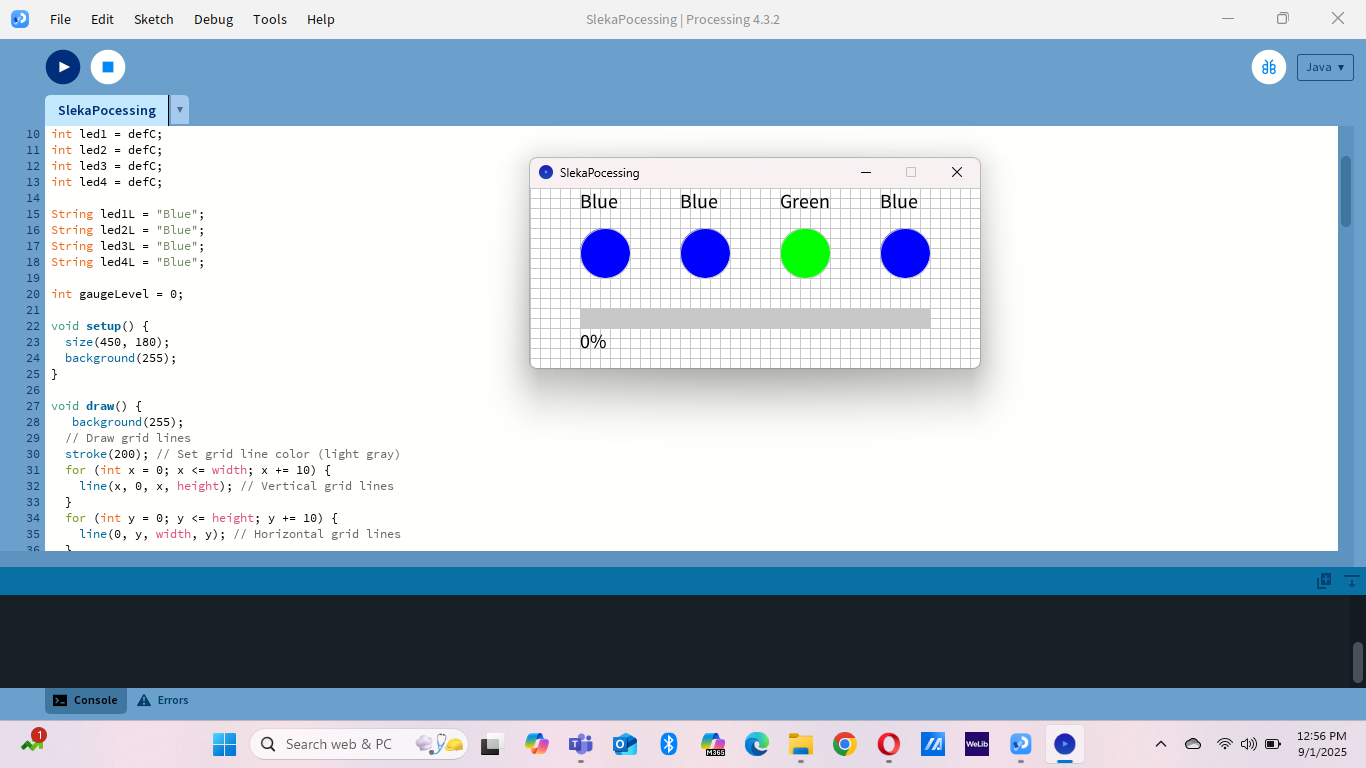 File Edit Sketch Debug Tools Help
SlekaPocessing | Processing 4.3.2
Java ▾
SlekaPocessing ▾
10 int led1 = defC;
11 int led2 = defC;
12 int led3 = defC;
13 int led4 = defC;
14
15 String led1L = "Blue";
16 String led2L = "Blue";
17 String led3L = "Blue";
18 String led4L = "Blue";
19
20 int gaugeLevel = 0;
21
22 void setup() {
23   size(450, 180);
24   background(255);
25 }
26
27 void draw() {
28    background(255);
29   // Draw grid lines
30   stroke(200); // Set grid line color (light gray)
31   for (int x = 0; x <= width; x += 10) {
32     line(x, 0, x, height); // Vertical grid lines
33   }
34   for (int y = 0; y <= height; y += 10) {
35     line(0, y, width, y); // Horizontal grid lines
36   }
SlekaPocessing
Blue Blue Green Blue
0%
Console Errors
1
Search web & PC
M365
WeLib
12:56 PM
9/1/2025